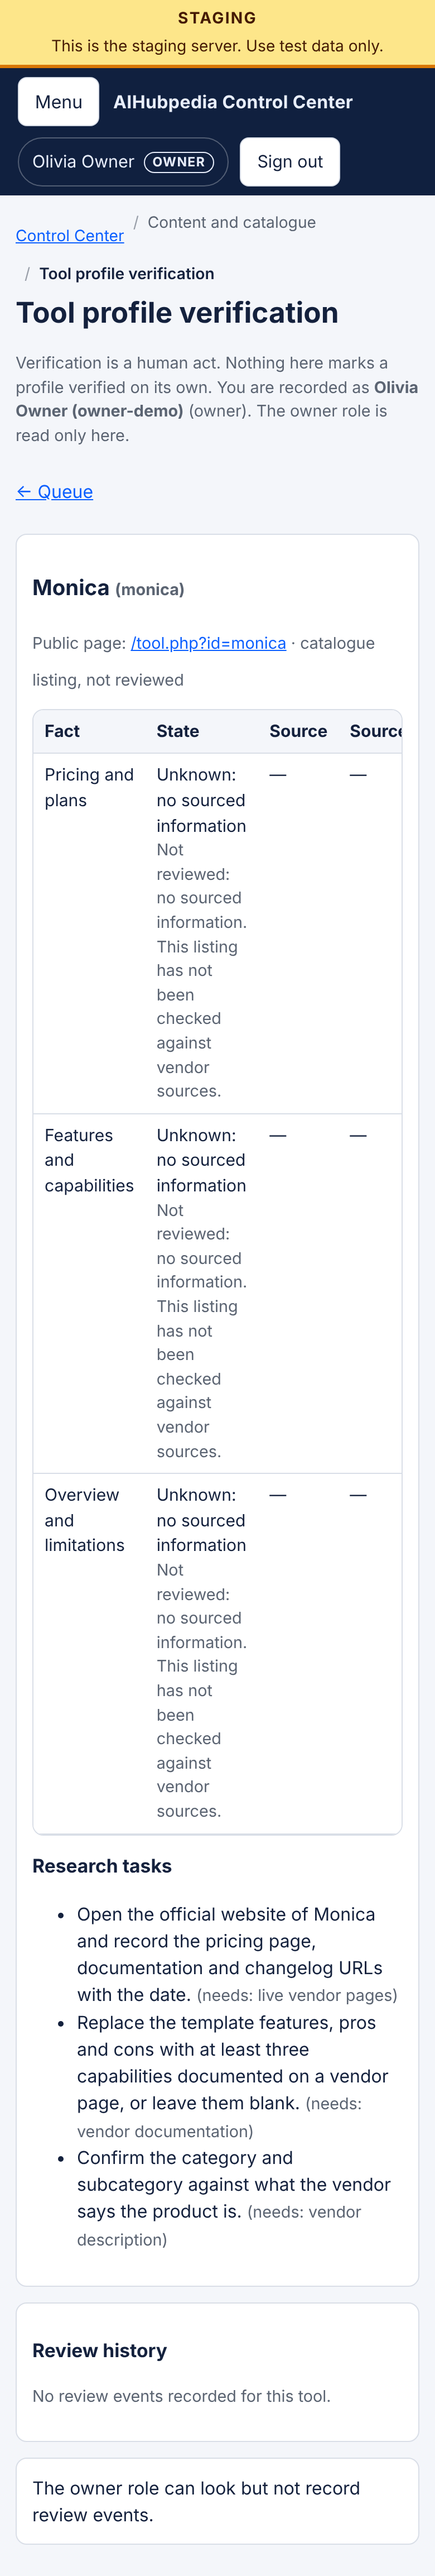 STAGING
This is the staging server. Use test data only.
Menu
AIHubpedia Control Center
Olivia Owner OWNER
Sign out
Control Center / Content and catalogue
/ Tool profile verification
Tool profile verification
Verification is a human act. Nothing here marks a
profile verified on its own. You are recorded as Olivia
Owner (owner-demo) (owner). The owner role is
read only here.
← Queue
Monica (monica)
Public page: /tool.php?id=monica · catalogue
listing, not reviewed
Fact State Source Source
Pricing and
plans
Unknown:
no sourced
information
Not
reviewed:
no sourced
information.
This listing
has not
been
checked
against
vendor
sources.
— —
Features
and
capabilities
Unknown:
no sourced
information
Not
reviewed:
no sourced
information.
This listing
has not
been
checked
against
vendor
sources.
— —
Overview
and
limitations
Unknown:
no sourced
information
Not
reviewed:
no sourced
information.
This listing
has not
been
checked
against
vendor
sources.
— —
Research tasks
• Open the official website of Monica
and record the pricing page,
documentation and changelog URLs
with the date. (needs: live vendor pages)
• Replace the template features, pros
and cons with at least three
capabilities documented on a vendor
page, or leave them blank. (needs:
vendor documentation)
• Confirm the category and
subcategory against what the vendor
says the product is. (needs: vendor
description)
Review history
No review events recorded for this tool.
The owner role can look but not record
review events.